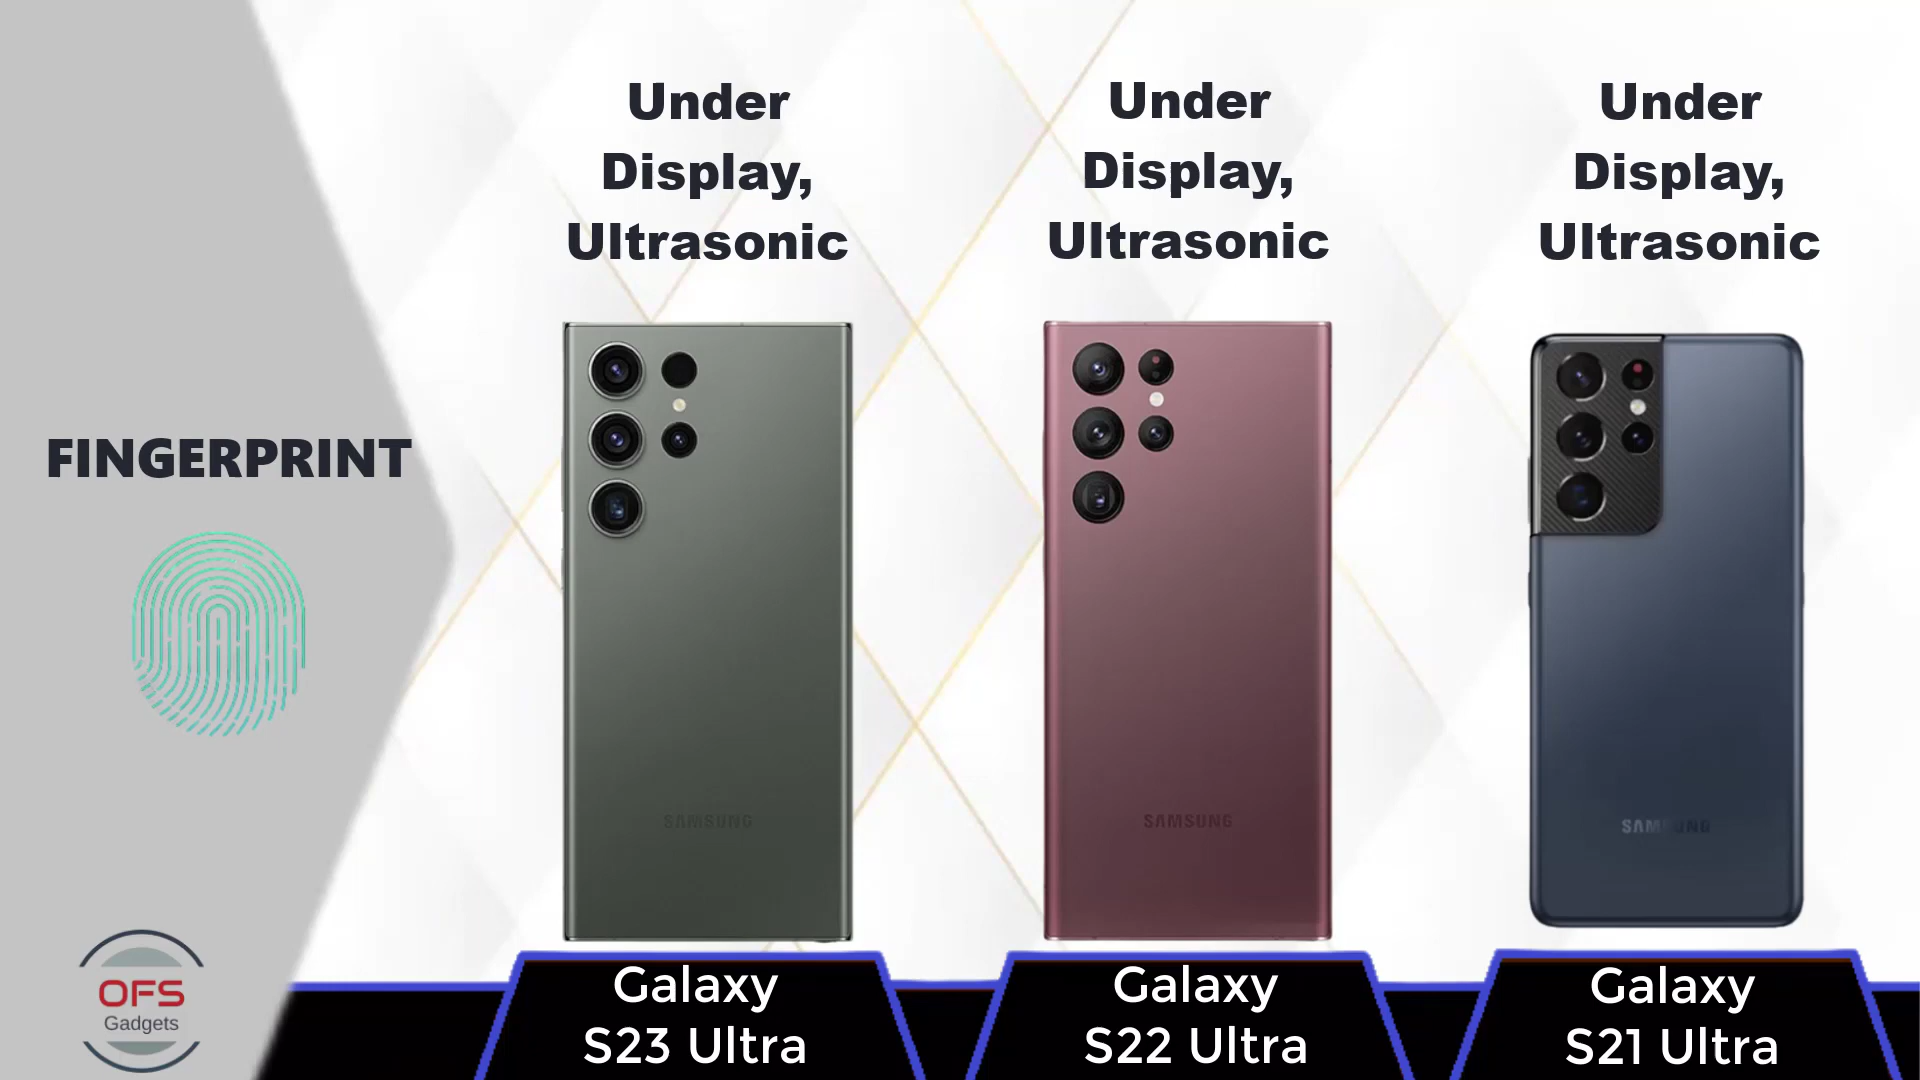 Under
Display,
Ultrasonic
Under
Display,
Ultrasonic
Under
Display,
Ultrasonic
FINGERPRINT
SAMSUNG
SAMSUNG
SAMSUNG
OFS
Gadgets
Galaxy
S23 Ultra
Galaxy
S22 Ultra
Galaxy
S21 Ultra